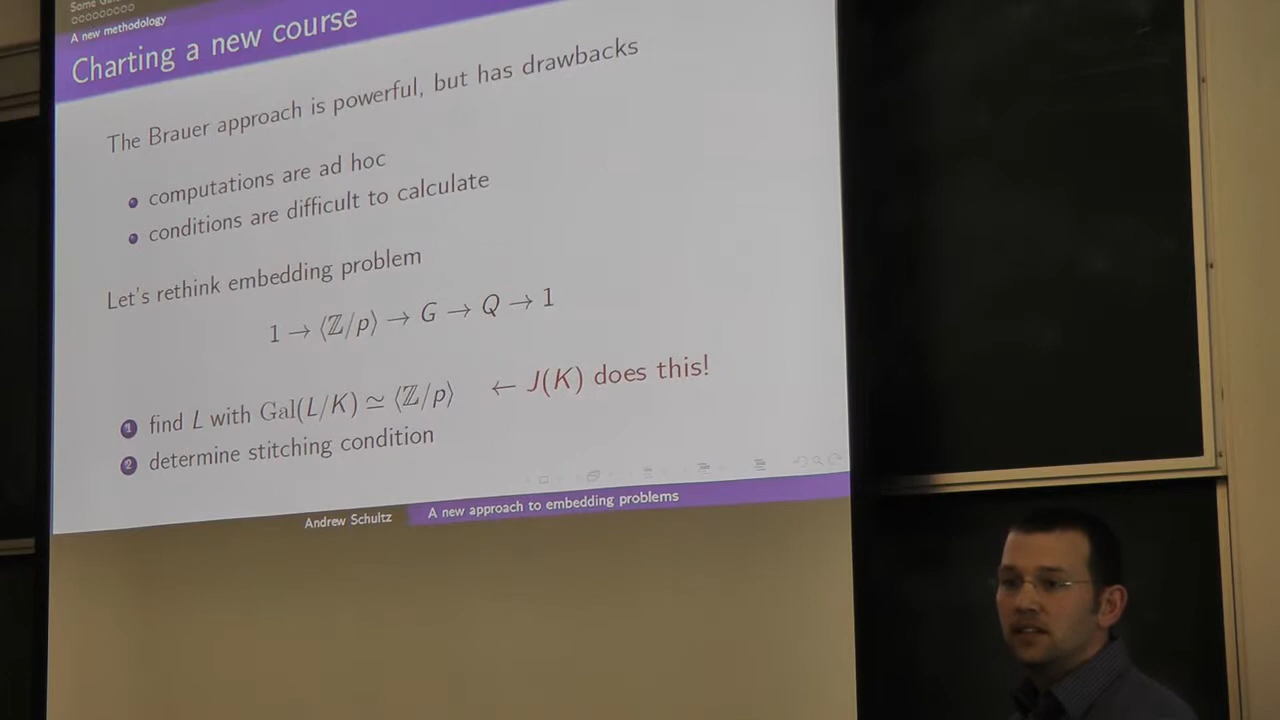 Some
A new methodology
Charting a new course
The Brauer approach is powerful, but has drawbacks
computations are ad hoc
conditions are difficult to calculate
Let's rethink embedding problem
1 → ⟨ℤ/p⟩ → G → Q → 1
1 find L with Gal(L/K) ≃ ⟨ℤ/p⟩ ← J(K) does this!
2 determine stitching condition
Andrew Schultz A new approach to embedding problems